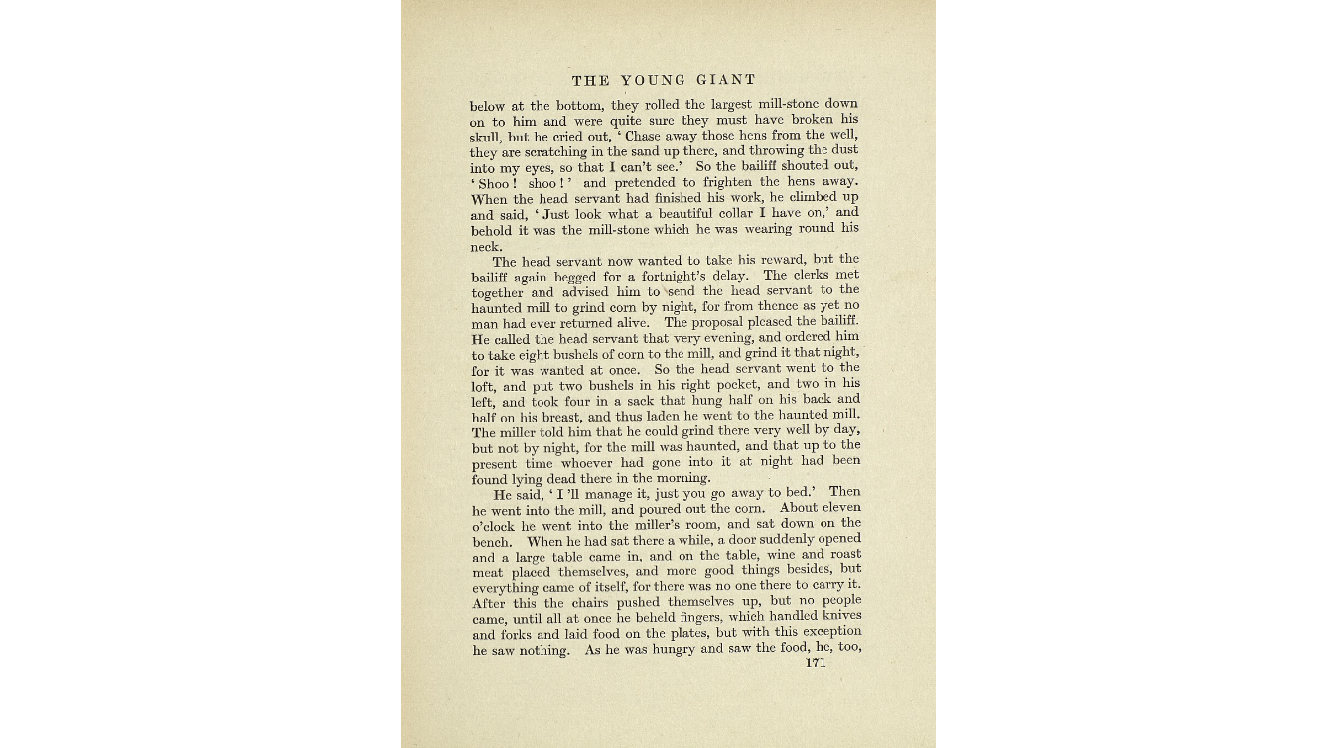 THE YOUNG GIANT
below at the bottom, they rolled the largest mill-stone down
on to him and were quite sure they must have broken his
skull, but he cried out, ‘ Chase away those hens from the well,
they are scratching in the sand up there, and throwing the dust
into my eyes, so that I can’t see.’ So the bailiff shouted out,
‘ Shoo ! shoo ! ’ and pretended to frighten the hens away.
When the head servant had finished his work, he climbed up
and said, ‘ Just look what a beautiful collar I have on,’ and
behold it was the mill-stone which he was wearing round his
neck.
The head servant now wanted to take his reward, but the
bailiff again begged for a fortnight’s delay. The clerks met
together and advised him to send the head servant to the
haunted mill to grind corn by night, for from thence as yet no
man had ever returned alive. The proposal pleased the bailiff.
He called the head servant that very evening, and ordered him
to take eight bushels of corn to the mill, and grind it that night,
for it was wanted at once. So the head servant went to the
loft, and put two bushels in his right pocket, and two in his
left, and took four in a sack that hung half on his back and
half on his breast, and thus laden he went to the haunted mill.
The miller told him that he could grind there very well by day,
but not by night, for the mill was haunted, and that up to the
present time whoever had gone into it at night had been
found lying dead there in the morning.
He said, ‘ I ’ll manage it, just you go away to bed.’ Then
he went into the mill, and poured out the corn. About eleven
o’clock he went into the miller’s room, and sat down on the
bench. When he had sat there a while, a door suddenly opened
and a large table came in, and on the table, wine and roast
meat placed themselves, and more good things besides, but
everything came of itself, for there was no one there to carry it.
After this the chairs pushed themselves up, but no people
came, until all at once he beheld fingers, which handled knives
and forks and laid food on the plates, but with this exception
he saw nothing. As he was hungry and saw the food, he, too,